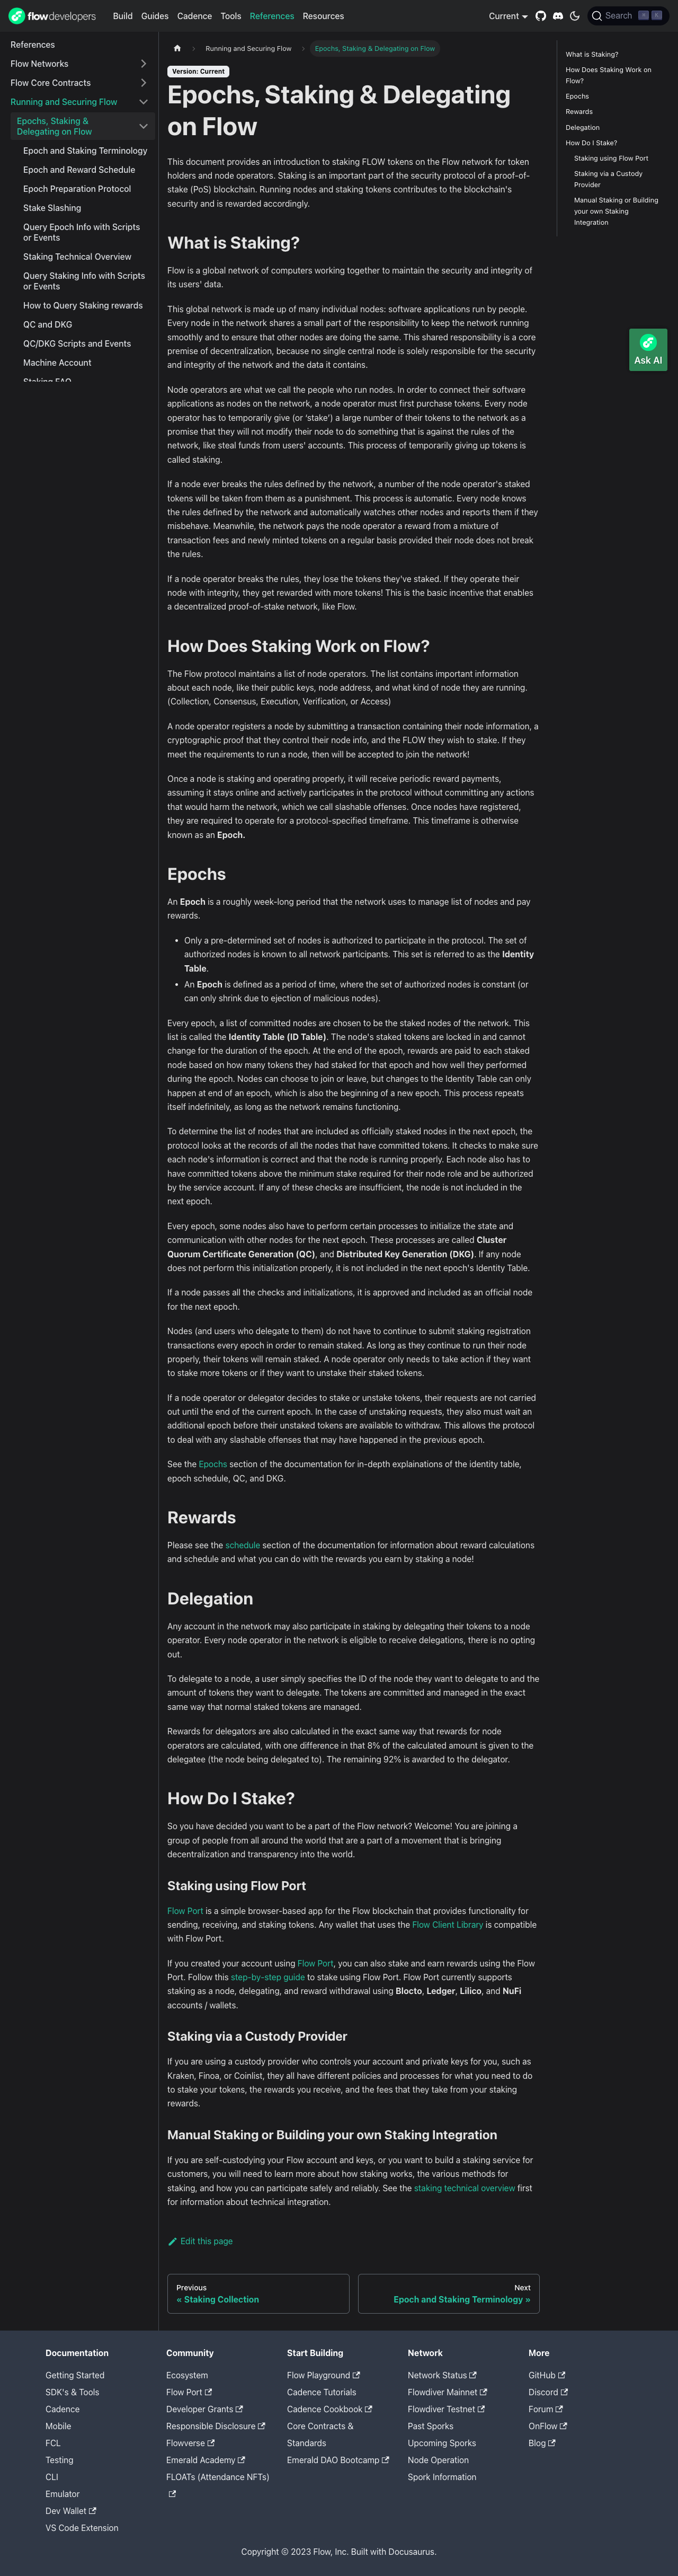 flowdevelopers
Build
Guides
Cadence
Tools
References
Resources
Current
Search
References
Flow Networks
Flow Core Contracts
Running and Securing Flow
Epochs, Staking &
Delegating on Flow
Epoch and Staking Terminology
Epoch and Reward Schedule
Epoch Preparation Protocol
Stake Slashing
Query Epoch Info with Scripts
or Events
Staking Technical Overview
Query Staking Info with Scripts
or Events
How to Query Staking rewards
QC and DKG
QC/DKG Scripts and Events
Machine Account
Staking FAQ
Running and Securing Flow
Epochs, Staking & Delegating on Flow
Version: Current
Epochs, Staking & Delegating
on Flow
This document provides an introduction to staking FLOW tokens on the Flow network for token
holders and node operators. Staking is an important part of the security protocol of a proof-of-
stake (PoS) blockchain. Running nodes and staking tokens contributes to the blockchain's
security and is rewarded accordingly.
What is Staking?
Flow is a global network of computers working together to maintain the security and integrity of
its users' data.
This global network is made up of many individual nodes: software applications run by people.
Every node in the network shares a small part of the responsibility to keep the network running
smoothly and to ensure that other nodes are doing the same. This shared responsibility is a core
premise of decentralization, because no single central node is solely responsible for the security
and integrity of the network and the data it contains.
Node operators are what we call the people who run nodes. In order to connect their software
applications as nodes on the network, a node operator must first purchase tokens. Every node
operator has to temporarily give (or ‘stake’) a large number of their tokens to the network as a
promise that they will not modify their node to do something that is against the rules of the
network, like steal funds from users' accounts. This process of temporarily giving up tokens is
called staking.
If a node ever breaks the rules defined by the network, a number of the node operator's staked
tokens will be taken from them as a punishment. This process is automatic. Every node knows
the rules defined by the network and automatically watches other nodes and reports them if they
misbehave. Meanwhile, the network pays the node operator a reward from a mixture of
transaction fees and newly minted tokens on a regular basis provided their node does not break
the rules.
If a node operator breaks the rules, they lose the tokens they've staked. If they operate their
node with integrity, they get rewarded with more tokens! This is the basic incentive that enables
a decentralized proof-of-stake network, like Flow.
How Does Staking Work on Flow?
The Flow protocol maintains a list of node operators. The list contains important information
about each node, like their public keys, node address, and what kind of node they are running.
(Collection, Consensus, Execution, Verification, or Access)
A node operator registers a node by submitting a transaction containing their node information, a
cryptographic proof that they control their node info, and the FLOW they wish to stake. If they
meet the requirements to run a node, then will be accepted to join the network!
Once a node is staking and operating properly, it will receive periodic reward payments,
assuming it stays online and actively participates in the protocol without committing any actions
that would harm the network, which we call slashable offenses. Once nodes have registered,
they are required to operate for a protocol-specified timeframe. This timeframe is otherwise
known as an Epoch.
Epochs
An Epoch is a roughly week-long period that the network uses to manage list of nodes and pay
rewards.
• Only a pre-determined set of nodes is authorized to participate in the protocol. The set of
authorized nodes is known to all network participants. This set is referred to as the Identity
Table.
• An Epoch is defined as a period of time, where the set of authorized nodes is constant (or
can only shrink due to ejection of malicious nodes).
Every epoch, a list of committed nodes are chosen to be the staked nodes of the network. This
list is called the Identity Table (ID Table). The node's staked tokens are locked in and cannot
change for the duration of the epoch. At the end of the epoch, rewards are paid to each staked
node based on how many tokens they had staked for that epoch and how well they performed
during the epoch. Nodes can choose to join or leave, but changes to the Identity Table can only
happen at end of an epoch, which is also the beginning of a new epoch. This process repeats
itself indefinitely, as long as the network remains functioning.
To determine the list of nodes that are included as officially staked nodes in the next epoch, the
protocol looks at the records of all the nodes that have committed tokens. It checks to make sure
each node's information is correct and that the node is running properly. Each node also has to
have committed tokens above the minimum stake required for their node role and be authorized
by the service account. If any of these checks are insufficient, the node is not included in the
next epoch.
Every epoch, some nodes also have to perform certain processes to initialize the state and
communication with other nodes for the next epoch. These processes are called Cluster
Quorum Certificate Generation (QC), and Distributed Key Generation (DKG). If any node
does not perform this initialization properly, it is not included in the next epoch's Identity Table.
If a node passes all the checks and initializations, it is approved and included as an official node
for the next epoch.
Nodes (and users who delegate to them) do not have to continue to submit staking registration
transactions every epoch in order to remain staked. As long as they continue to run their node
properly, their tokens will remain staked. A node operator only needs to take action if they want
to stake more tokens or if they want to unstake their staked tokens.
If a node operator or delegator decides to stake or unstake tokens, their requests are not carried
out until the end of the current epoch. In the case of unstaking requests, they also must wait an
additional epoch before their unstaked tokens are available to withdraw. This allows the protocol
to deal with any slashable offenses that may have happened in the previous epoch.
See the Epochs section of the documentation for in-depth explainations of the identity table,
epoch schedule, QC, and DKG.
Rewards
Please see the schedule section of the documentation for information about reward calculations
and schedule and what you can do with the rewards you earn by staking a node!
Delegation
Any account in the network may also participate in staking by delegating their tokens to a node
operator. Every node operator in the network is eligible to receive delegations, there is no opting
out.
To delegate to a node, a user simply specifies the ID of the node they want to delegate to and the
amount of tokens they want to delegate. The tokens are committed and managed in the exact
same way that normal staked tokens are managed.
Rewards for delegators are also calculated in the exact same way that rewards for node
operators are calculated, with one difference in that 8% of the calculated amount is given to the
delegatee (the node being delegated to). The remaining 92% is awarded to the delegator.
How Do I Stake?
So you have decided you want to be a part of the Flow network? Welcome! You are joining a
group of people from all around the world that are a part of a movement that is bringing
decentralization and transparency into the world.
Staking using Flow Port
Flow Port is a simple browser-based app for the Flow blockchain that provides functionality for
sending, receiving, and staking tokens. Any wallet that uses the Flow Client Library is compatible
with Flow Port.
If you created your account using Flow Port, you can also stake and earn rewards using the Flow
Port. Follow this step-by-step guide to stake using Flow Port. Flow Port currently supports
staking as a node, delegating, and reward withdrawal using Blocto, Ledger, Lilico, and NuFi
accounts / wallets.
Staking via a Custody Provider
If you are using a custody provider who controls your account and private keys for you, such as
Kraken, Finoa, or Coinlist, they all have different policies and processes for what you need to do
to stake your tokens, the rewards you receive, and the fees that they take from your staking
rewards.
Manual Staking or Building your own Staking Integration
If you are self-custodying your Flow account and keys, or you want to build a staking service for
customers, you will need to learn more about how staking works, the various methods for
staking, and how you can participate safely and reliably. See the staking technical overview first
for information about technical integration.
Edit this page
Previous
« Staking Collection
Next
Epoch and Staking Terminology »
What is Staking?
How Does Staking Work on
Flow?
Epochs
Rewards
Delegation
How Do I Stake?
Staking using Flow Port
Staking via a Custody
Provider
Manual Staking or Building
your own Staking
Integration
Ask AI
Documentation
Getting Started
SDK's & Tools
Cadence
Mobile
FCL
Testing
CLI
Emulator
Dev Wallet
VS Code Extension
Community
Ecosystem
Flow Port
Developer Grants
Responsible Disclosure
Flowverse
Emerald Academy
FLOATs (Attendance NFTs)
Start Building
Flow Playground
Cadence Tutorials
Cadence Cookbook
Core Contracts &
Standards
Emerald DAO Bootcamp
Network
Network Status
Flowdiver Mainnet
Flowdiver Testnet
Past Sporks
Upcoming Sporks
Node Operation
Spork Information
More
GitHub
Discord
Forum
OnFlow
Blog
Copyright © 2023 Flow, Inc. Built with Docusaurus.